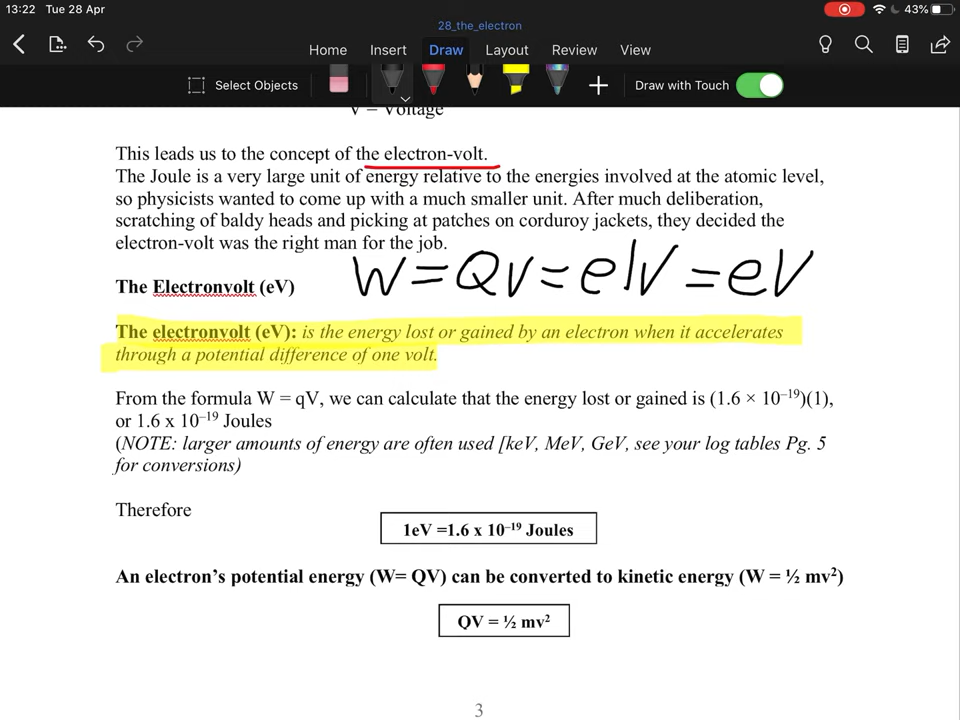 13:22 Tue 28 Apr 43%
28_the_electron
Home Insert Draw Layout Review View
Select Objects Draw with Touch
V = Voltage
This leads us to the concept of the electron-volt.
The Joule is a very large unit of energy relative to the energies involved at the atomic level,
so physicists wanted to come up with a much smaller unit. After much deliberation,
scratching of baldy heads and picking at patches on corduroy jackets, they decided the
electron-volt was the right man for the job.
W = QV = e1V = eV
The Electronvolt (eV)
The electronvolt (eV): is the energy lost or gained by an electron when it accelerates
through a potential difference of one volt.
From the formula W = qV, we can calculate that the energy lost or gained is (1.6 × 10⁻¹⁹)(1),
or 1.6 x 10⁻¹⁹ Joules
(NOTE: larger amounts of energy are often used [keV, MeV, GeV, see your log tables Pg. 5
for conversions)
Therefore
1eV =1.6 x 10⁻¹⁹ Joules
An electron’s potential energy (W= QV) can be converted to kinetic energy (W = ½ mv²)
QV = ½ mv²
3